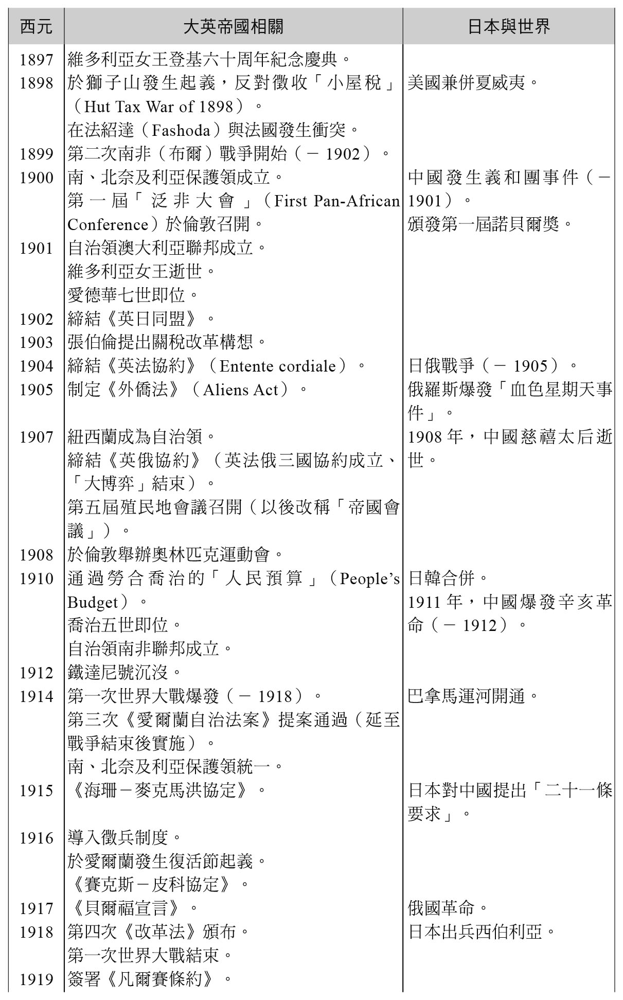 西元 大英帝國相關 日本與世界
1897 維多利亞女王登基六十周年紀念慶典。
1898 於獅子山發生起義，反對徵收「小屋稅」 美國兼併夏威夷。
（Hut Tax War of 1898）。
在法紹達（Fashoda）與法國發生衝突。
1899 第二次南非（布爾）戰爭開始（－1902）。
1900 南、北奈及利亞保護領成立。 中國發生義和團事件（－
第一屆「泛非大會」（First Pan-African 1901）。
Conference）於倫敦召開。 頒發第一屆諾貝爾獎。
1901 自治領澳大利亞聯邦成立。
維多利亞女王逝世。
愛德華七世即位。
1902 締結《英日同盟》。
1903 張伯倫提出關稅改革構想。
1904 締結《英法協約》（Entente cordiale）。 日俄戰爭（－1905）。
1905 制定《外僑法》（Aliens Act）。 俄羅斯爆發「血色星期天事
件」。
1907 紐西蘭成為自治領。 1908 年，中國慈禧太后逝
締結《英俄協約》（英法俄三國協約成立、 世。
「大博弈」結束）。
第五屆殖民地會議召開（以後改稱「帝國會
議」）。
1908 於倫敦舉辦奧林匹克運動會。
1910 通過勞合喬治的「人民預算」（People’s 日韓合併。
Budget）。 1911 年，中國爆發辛亥革
喬治五世即位。 命（－1912）。
自治領南非聯邦成立。
1912 鐵達尼號沉沒。
1914 第一次世界大戰爆發（－1918）。 巴拿馬運河開通。
第三次《愛爾蘭自治法案》提案通過（延至
戰爭結束後實施）。
南、北奈及利亞保護領統一。
1915 《海珊－麥克馬洪協定》。 日本對中國提出「二十一條
要求」。
1916 導入徵兵制度。
於愛爾蘭發生復活節起義。
《賽克斯－皮科協定》。
1917 《貝爾福宣言》。 俄國革命。
1918 第四次《改革法》頒布。 日本出兵西伯利亞。
第一次世界大戰結束。
1919 簽署《凡爾賽條約》。